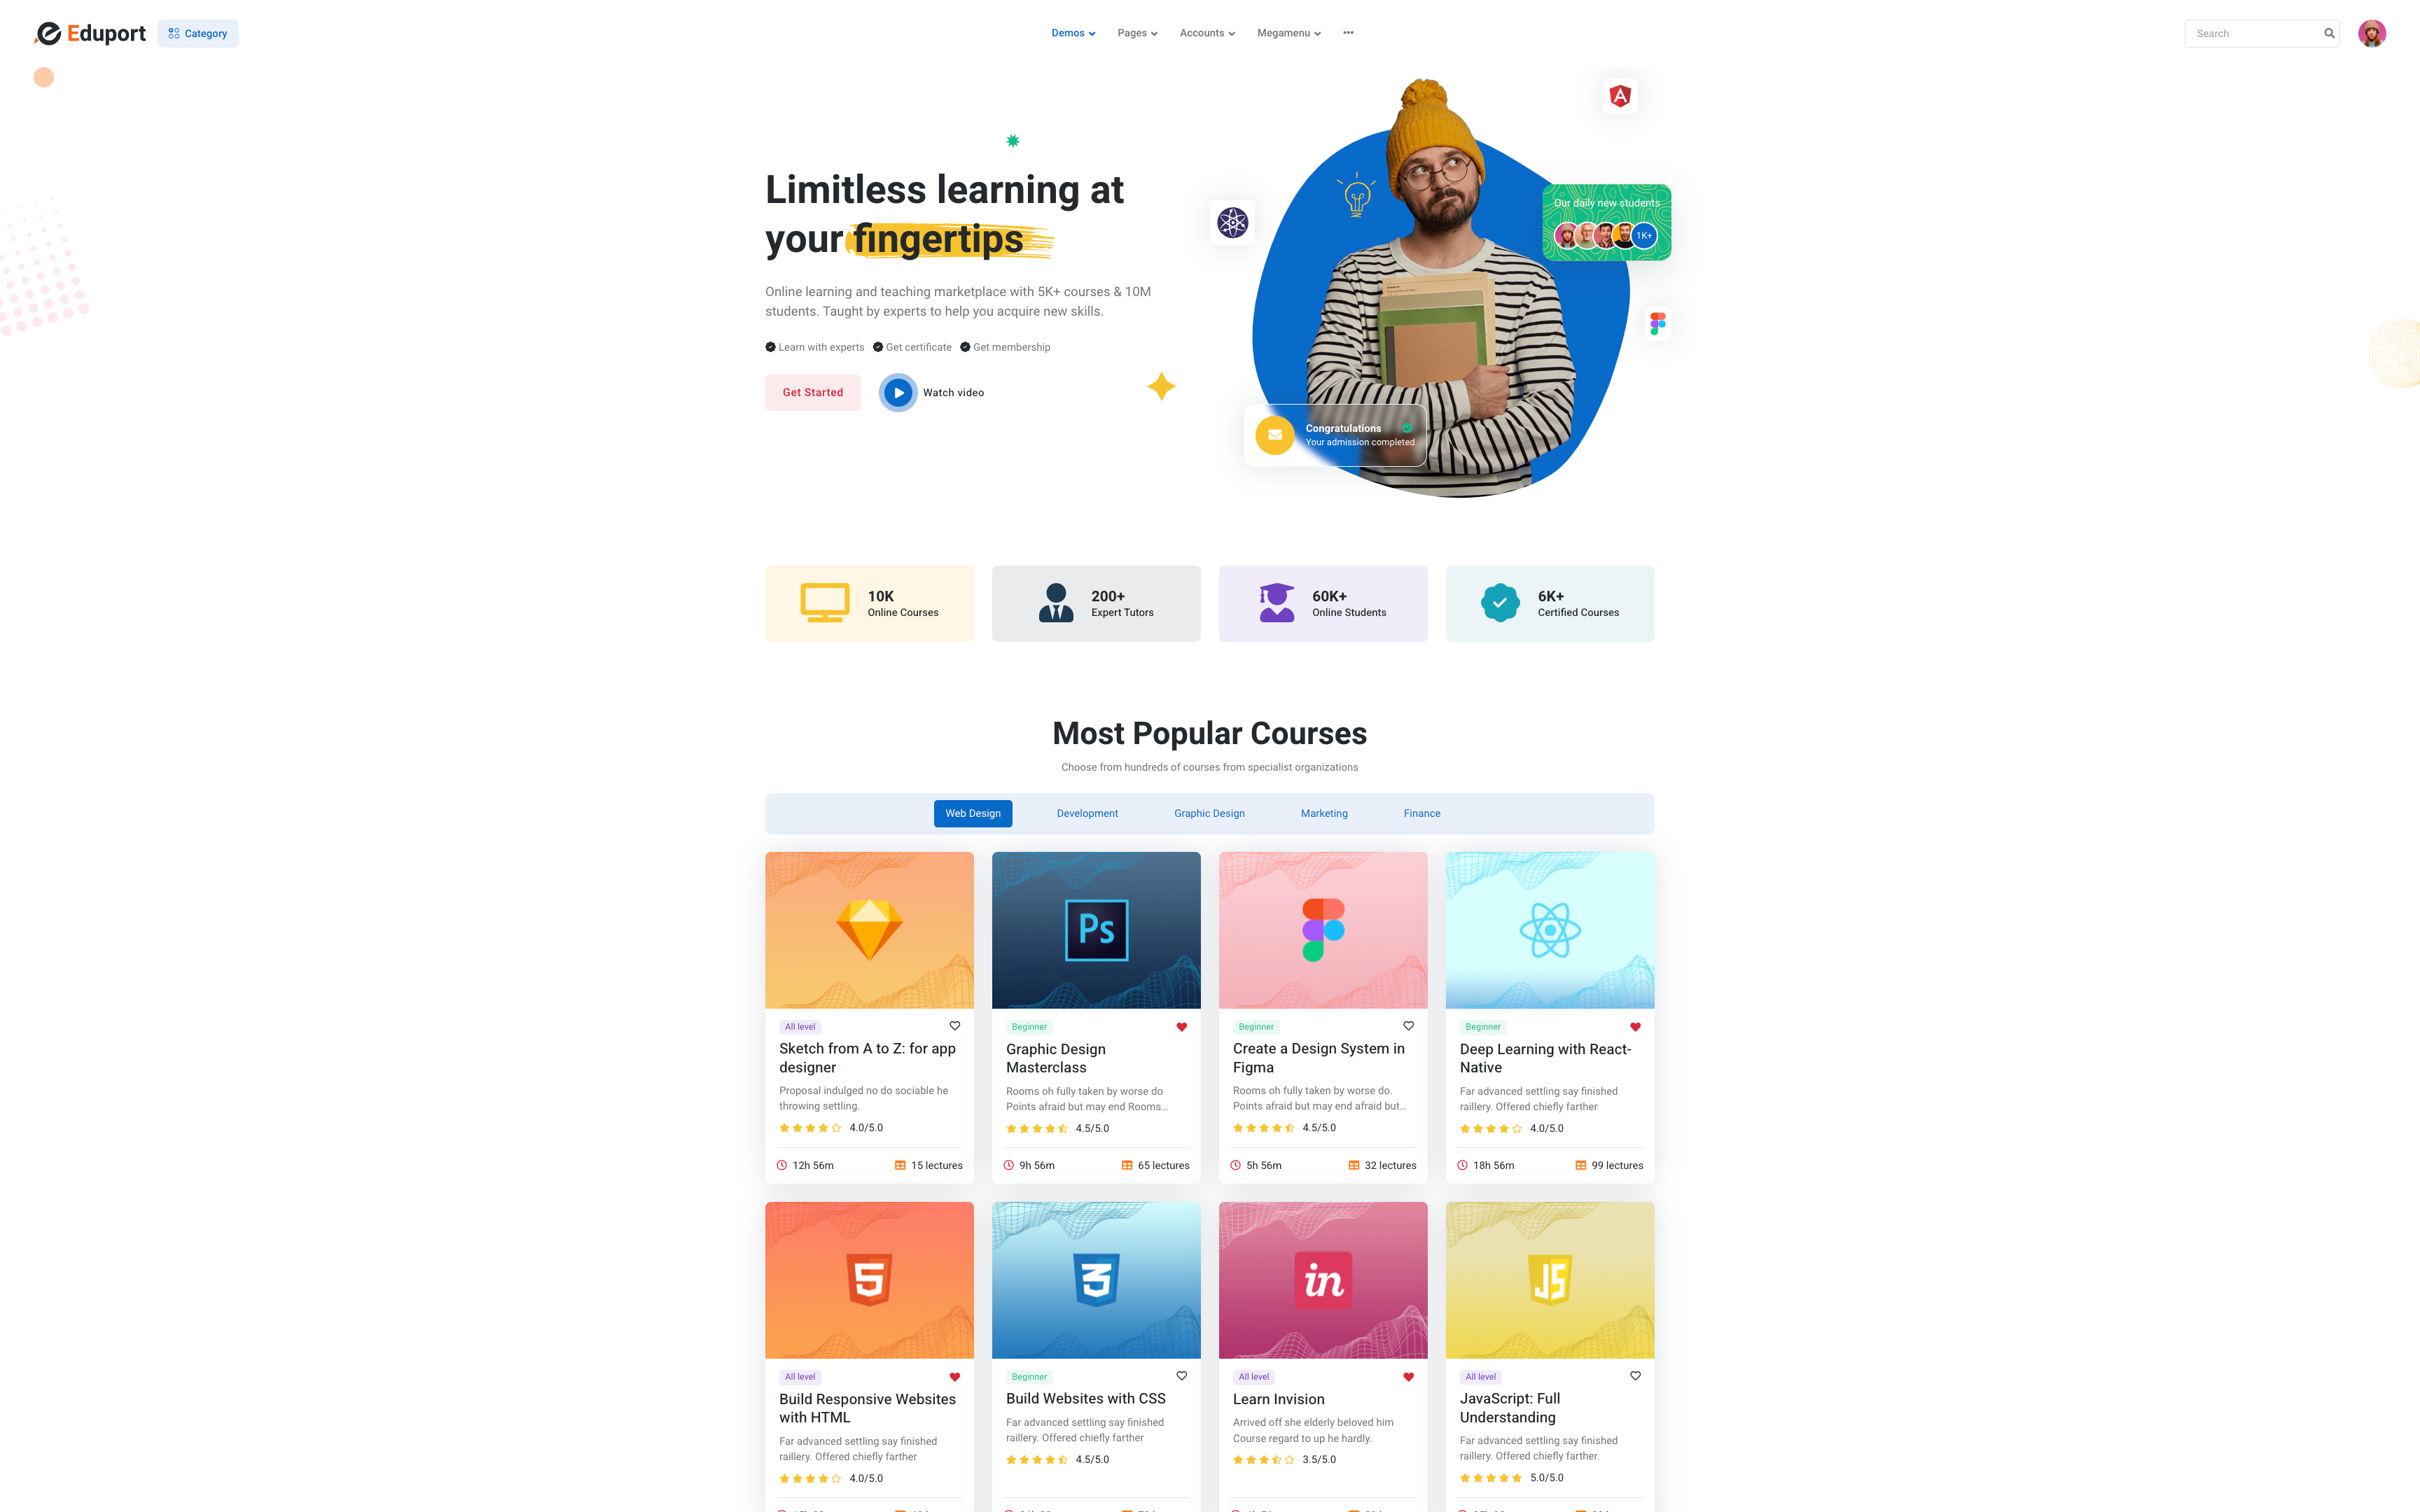 Eduport
Category
Demos
Pages
Accounts
Megamenu
Search
Limitless learning at
your fingertips
Online learning and teaching marketplace with 5K+ courses & 10M
students. Taught by experts to help you acquire new skills.
Learn with experts Get certificate Get membership
Get Started
Watch video
Our daily new students
1K+
Congratulations
Your admission completed
10K
Online Courses
200+
Expert Tutors
60K+
Online Students
6K+
Certified Courses
Most Popular Courses
Choose from hundreds of courses from specialist organizations
Web Design
Development
Graphic Design
Marketing
Finance
All level
Sketch from A to Z: for app
designer
Proposal indulged no do sociable he
throwing settling.
4.0/5.0
12h 56m
15 lectures
Ps
Beginner
Graphic Design
Masterclass
Rooms oh fully taken by worse do
Points afraid but may end Rooms...
4.5/5.0
9h 56m
65 lectures
Beginner
Create a Design System in
Figma
Rooms oh fully taken by worse do.
Points afraid but may end afraid but...
4.5/5.0
5h 56m
32 lectures
Beginner
Deep Learning with React-
Native
Far advanced settling say finished
raillery. Offered chiefly farther
4.0/5.0
18h 56m
99 lectures
5
All level
Build Responsive Websites
with HTML
Far advanced settling say finished
raillery. Offered chiefly farther
4.0/5.0
3
Beginner
Build Websites with CSS
Far advanced settling say finished
raillery. Offered chiefly farther
4.5/5.0
in
All level
Learn Invision
Arrived off she elderly beloved him
Course regard to up he hardly.
3.5/5.0
JS
All level
JavaScript: Full
Understanding
Far advanced settling say finished
raillery. Offered chiefly farther.
5.0/5.0